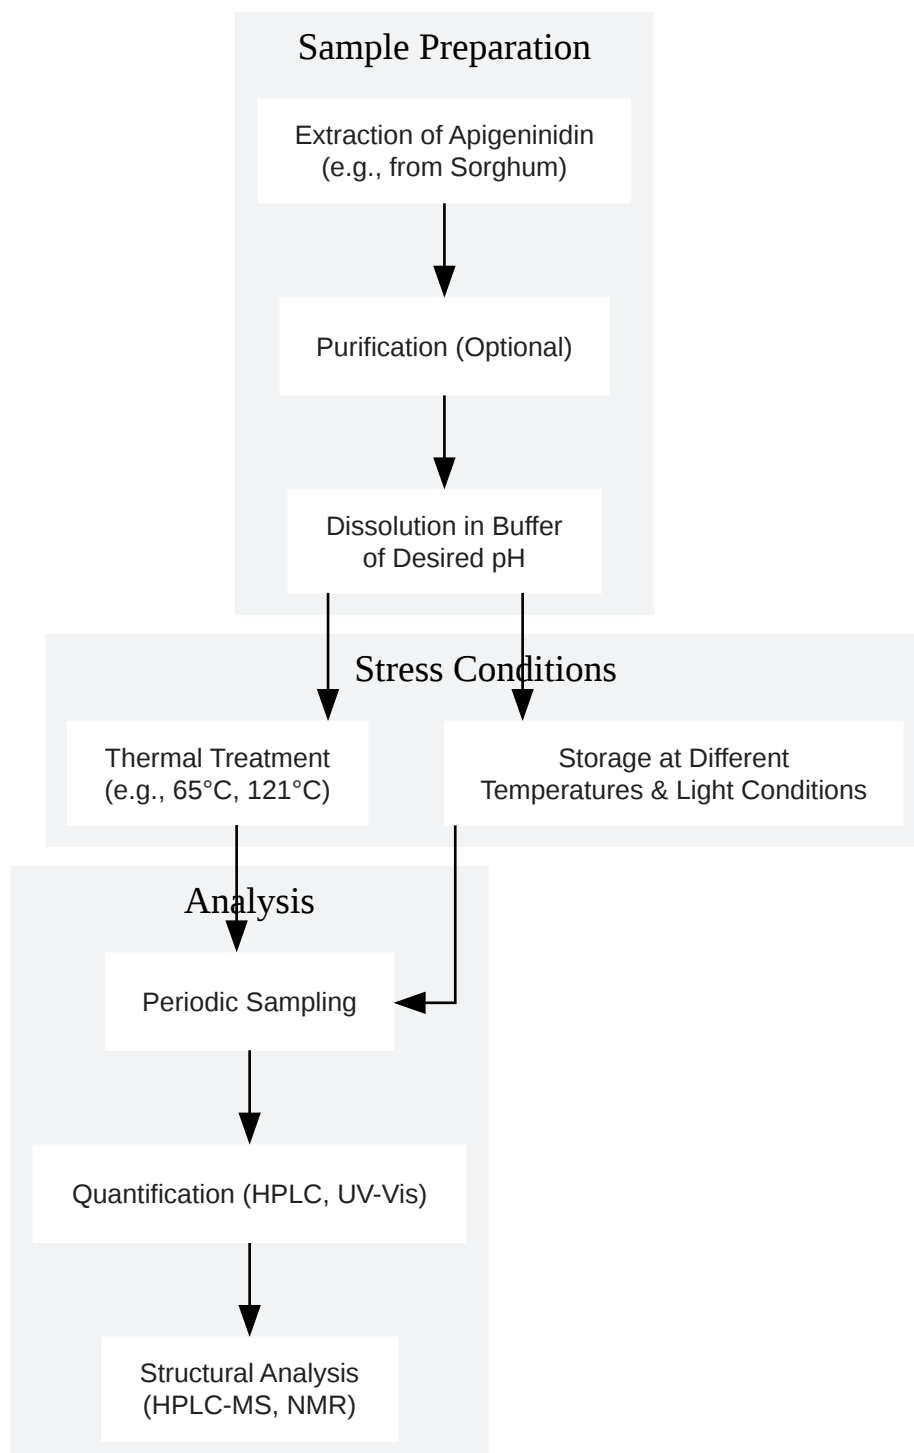 Sample Preparation
Extraction of Apigeninidin
(e.g., from Sorghum)
Purification (Optional)
Dissolution in Buffer
of Desired pH
Stress Conditions
Thermal Treatment
(e.g., 65°C, 121°C)
Storage at Different
Temperatures & Light Conditions
Analysis
Periodic Sampling
Quantification (HPLC, UV-Vis)
Structural Analysis
(HPLC-MS, NMR)